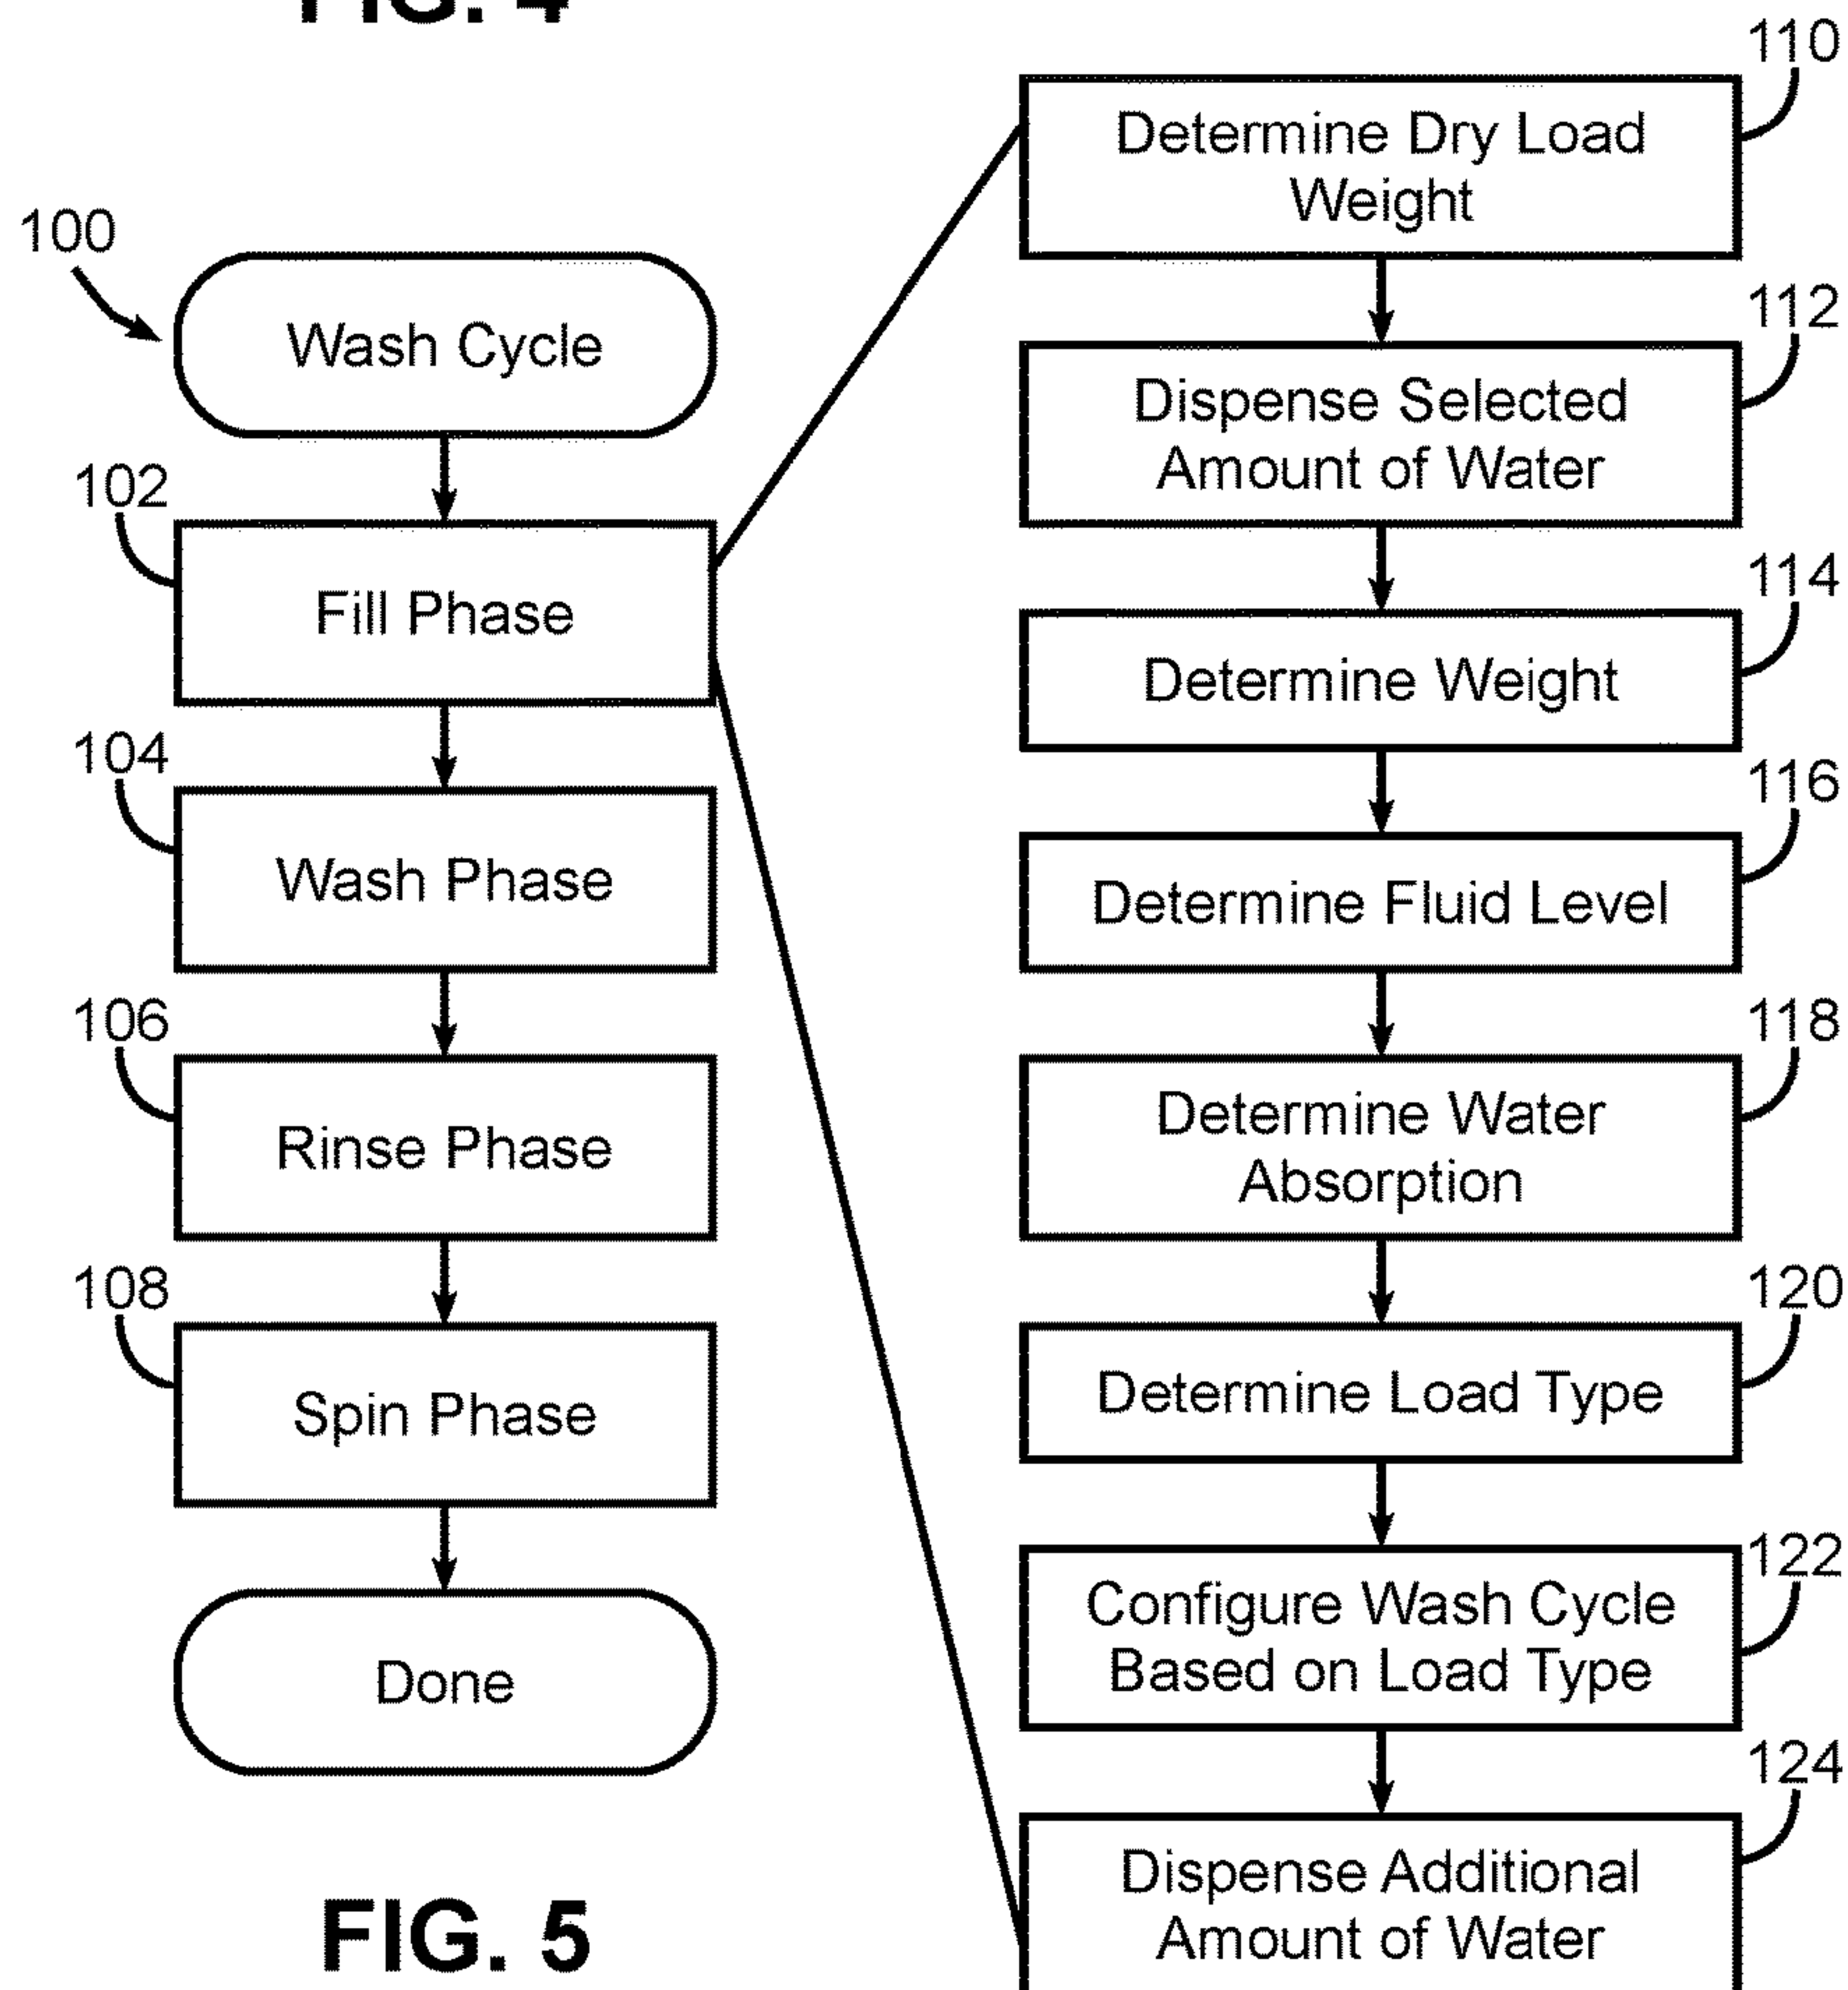 FIG. 4
100
Wash Cycle
102
Fill Phase
104
Wash Phase
106
Rinse Phase
108
Spin Phase
Done
FIG. 5
110
Determine Dry Load
Weight
112
Dispense Selected
Amount of Water
114
Determine Weight
116
Determine Fluid Level
118
Determine Water
Absorption
120
Determine Load Type
122
Configure Wash Cycle
Based on Load Type
124
Dispense Additional
Amount of Water